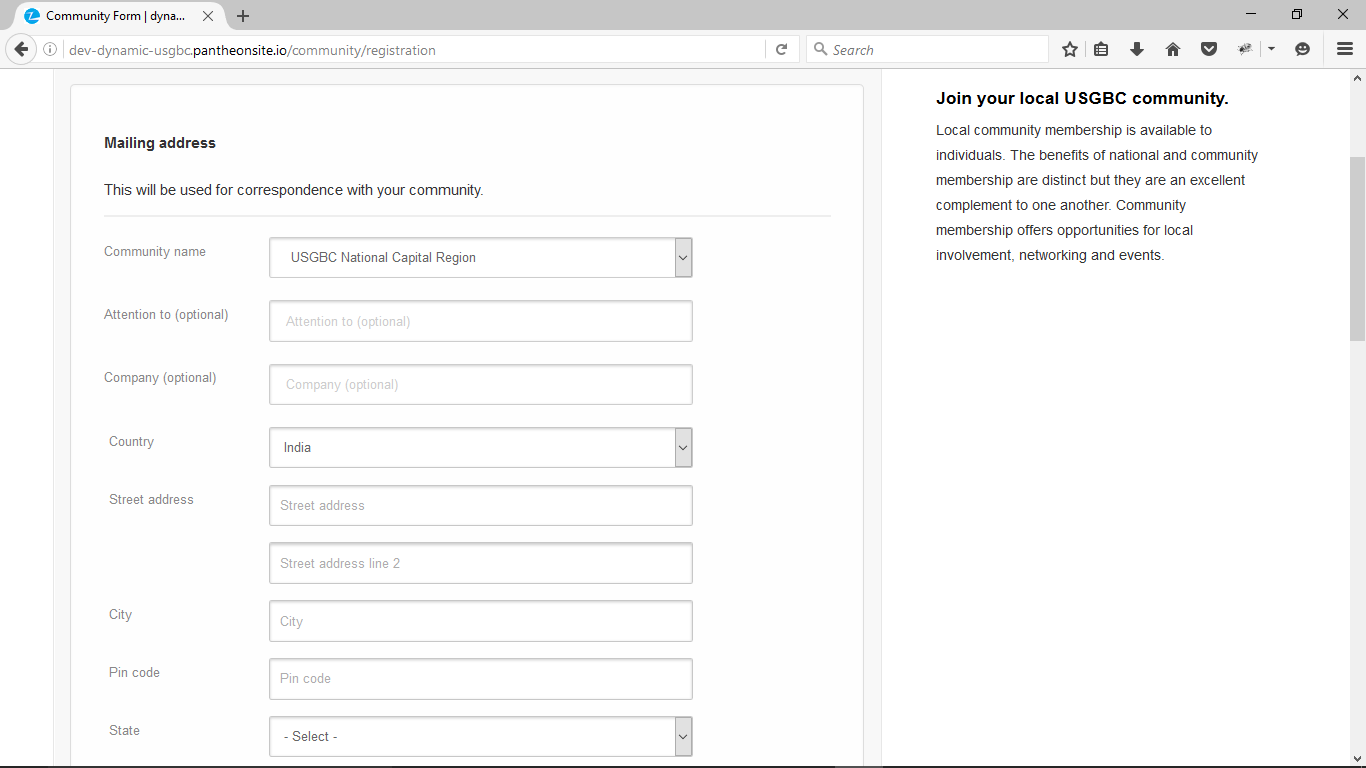 Community Form | dyna...
dev-dynamic-usgbc.pantheonsite.io/community/registration
Search
Mailing address
This will be used for correspondence with your community.
Community name
USGBC National Capital Region
Attention to (optional)
Attention to (optional)
Company (optional)
Company (optional)
Country
India
Street address
Street address
Street address line 2
City
City
Pin code
Pin code
State
- Select -
Join your local USGBC community.
Local community membership is available to
individuals. The benefits of national and community
membership are distinct but they are an excellent
complement to one another. Community
membership offers opportunities for local
involvement, networking and events.